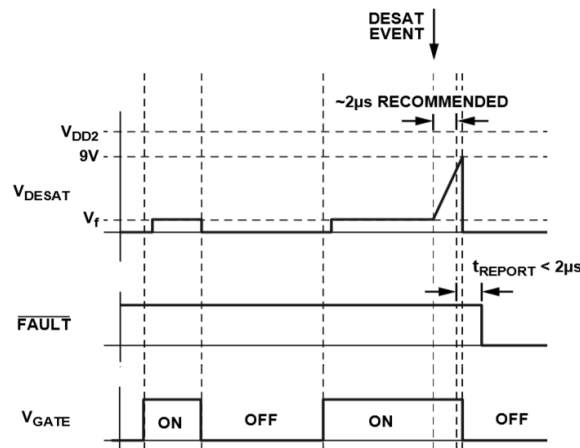 DESAT
EVENT
~2µs RECOMMENDED
VDD2
9V
VDESAT
Vf
tREPORT < 2µs
FAULT
VGATE
ON
OFF
ON
OFF